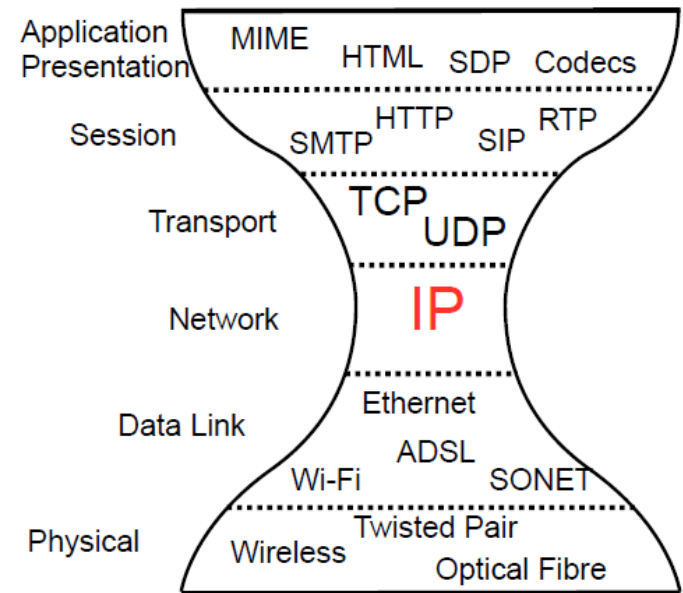 Application
Presentation
MIME HTML SDP Codecs
Session
SMTP HTTP SIP RTP
Transport
TCP
UDP
Network
IP
Data Link
Ethernet
ADSL
Wi-Fi SONET
Physical
Twisted Pair
Wireless
Optical Fibre